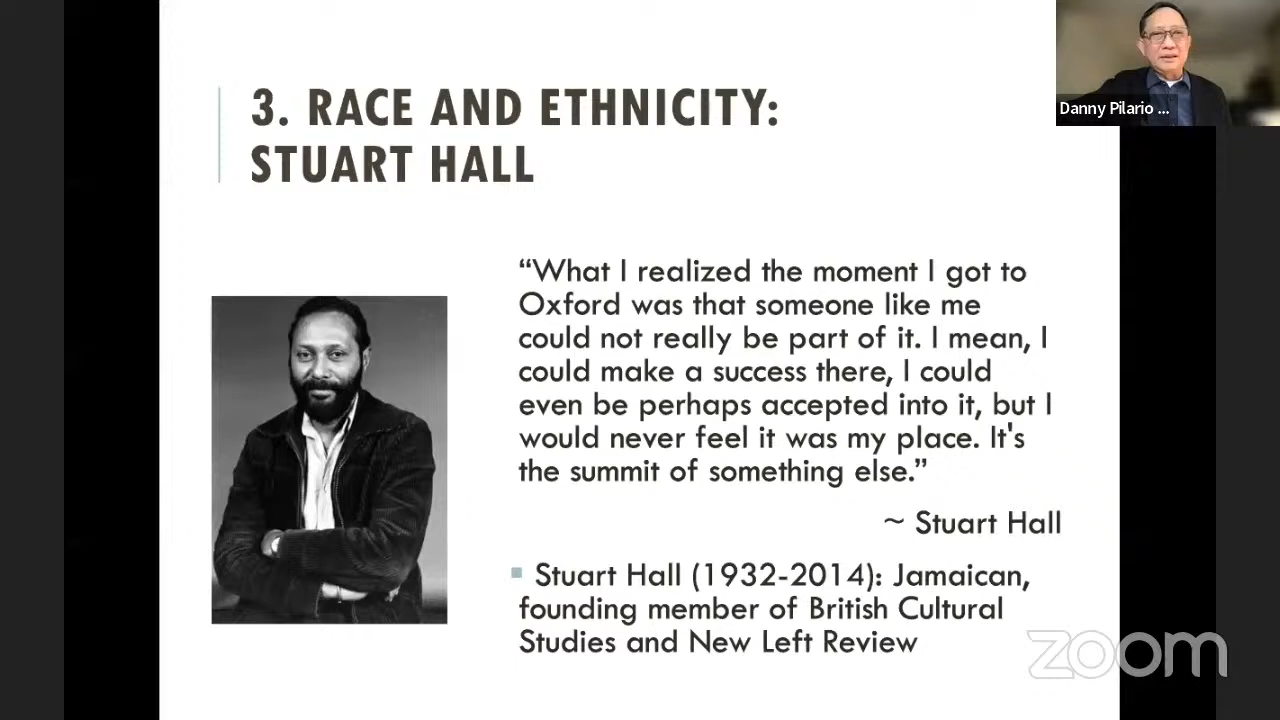 3. RACE AND ETHNICITY:
STUART HALL
Danny Pilario ...
“What I realized the moment I got to
Oxford was that someone like me
could not really be part of it. I mean, I
could make a success there, I could
even be perhaps accepted into it, but I
would never feel it was my place. It's
the summit of something else.”
~ Stuart Hall
▪ Stuart Hall (1932-2014): Jamaican,
founding member of British Cultural
Studies and New Left Review
zoom